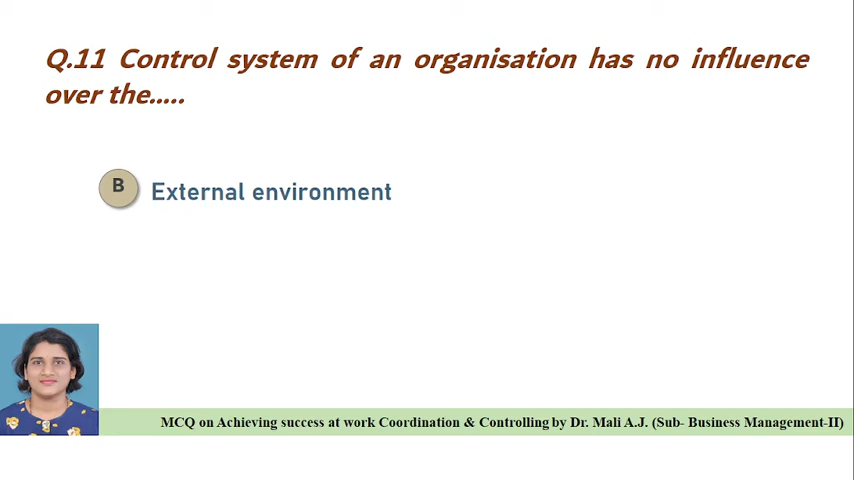 Q.11 Control system of an organisation has no influence
over the.....
B External environment
MCQ on Achieving success at work Coordination & Controlling by Dr. Mali A.J. (Sub- Business Management-II)